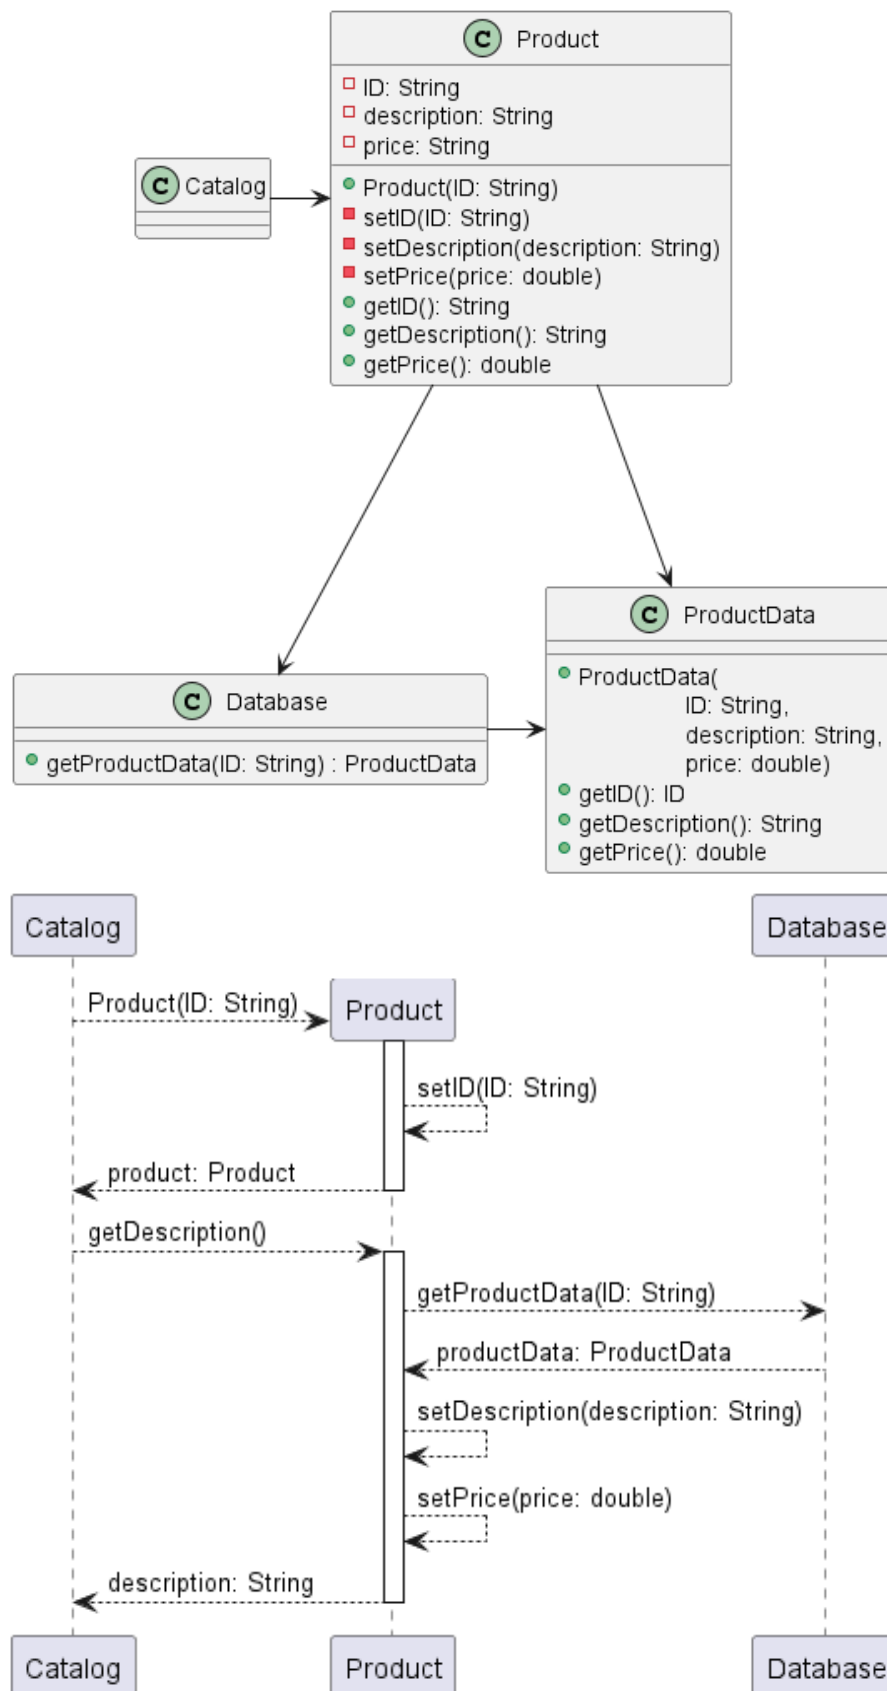 C Product
ID: String
description: String
price: String
C Catalog
Product(ID: String)
setID(ID: String)
setDescription(description: String)
setPrice(price: double)
getID(): String
getDescription(): String
getPrice(): double
C ProductData
ProductData(
ID: String,
description: String,
price: double)
getID(): ID
getDescription(): String
getPrice(): double
C Database
getProductData(ID: String) : ProductData
Catalog
Database
Product(ID: String)
Product
setID(ID: String)
product: Product
getDescription()
getProductData(ID: String)
productData: ProductData
setDescription(description: String)
setPrice(price: double)
description: String
Catalog
Product
Database